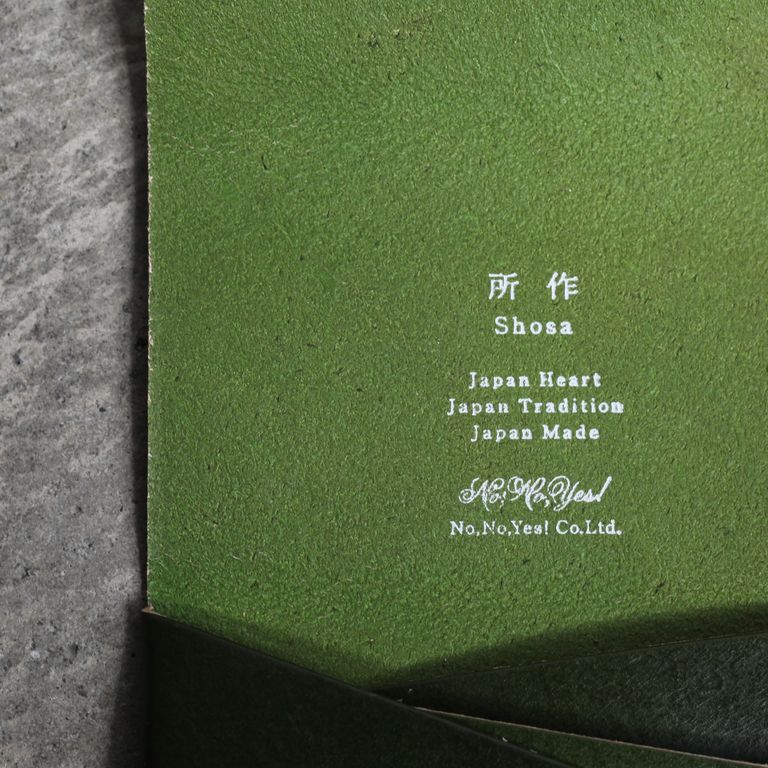 所作
Shosa
Japan Heart
Japan Tradition
Japan Made
No,No,Yes!
No,No,Yes! Co.Ltd.